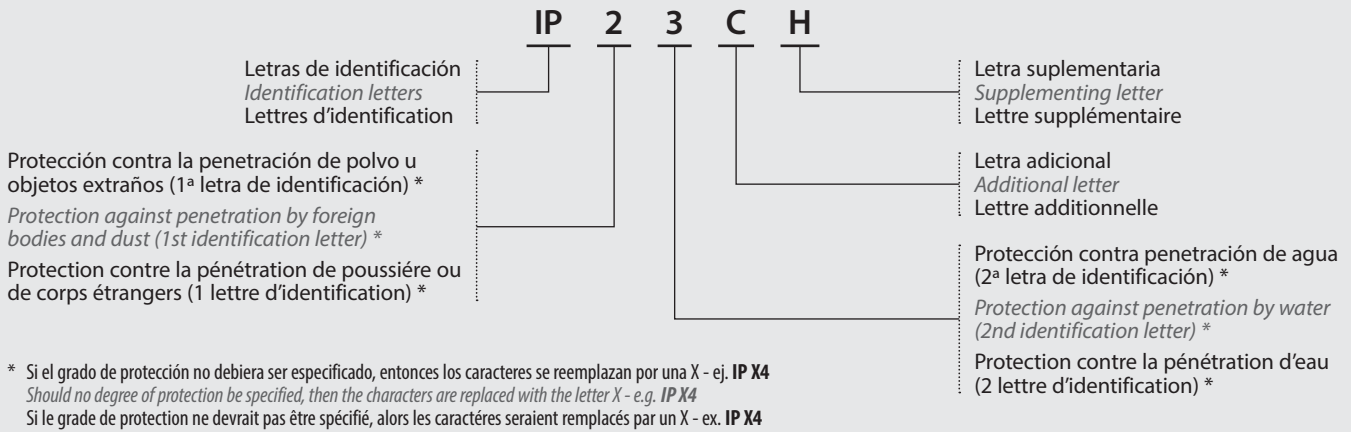 IP 2 3 C H
Letras de identificación
Identification letters
Lettres d’identification
Protección contra la penetración de polvo u
objetos extraños (1ª letra de identificación) *
Protection against penetration by foreign
bodies and dust (1st identification letter) *
Protection contre la pénétration de poussiére ou
de corps étrangers (1 lettre d’identification) *
Letra suplementaria
Supplementing letter
Lettre supplémentaire
Letra adicional
Additional letter
Lettre additionnelle
Protección contra penetración de agua
(2ª letra de identificación) *
Protection against penetration by water
(2nd identification letter) *
Protection contre la pénétration d’eau
(2 lettre d’identification) *
* Si el grado de protección no debiera ser especificado, entonces los caracteres se reemplazan por una X - ej. IP X4
Should no degree of protection be specified, then the characters are replaced with the letter X - e.g. IP X4
Si le grade de protection ne devrait pas être spécifié, alors les caractéres seraient remplacés par un X - ex. IP X4